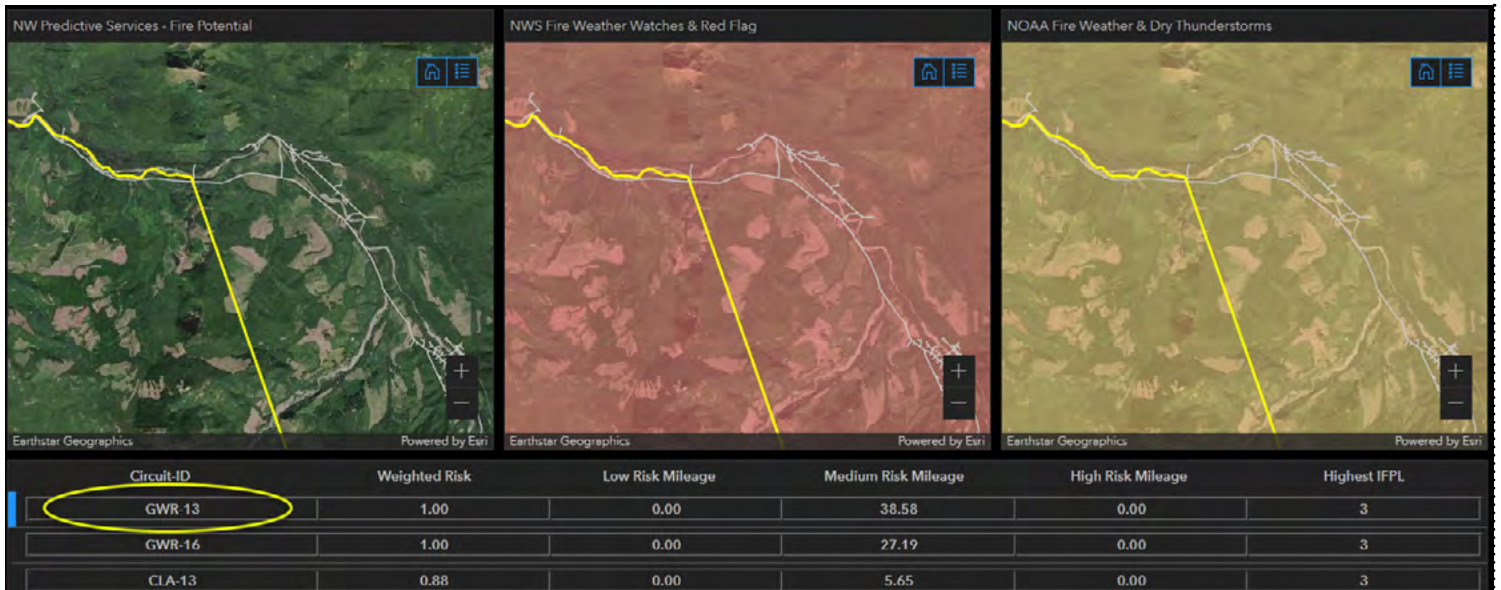 NW Predictive Services - Fire Potential
NWS Fire Weather Watches & Red Flag
NOAA Fire Weather & Dry Thunderstorms
+
−
+
−
+
−
Earthstar Geographics Powered by Esri
Earthstar Geographics Powered by Esri
Earthstar Geographics Powered by Esri
Circuit-ID Weighted Risk Low Risk Mileage Medium Risk Mileage High Risk Mileage Highest IFPL
GWR-13 1.00 0.00 38.58 0.00 3
GWR-16 1.00 0.00 27.19 0.00 3
CLA-13 0.88 0.00 5.65 0.00 3